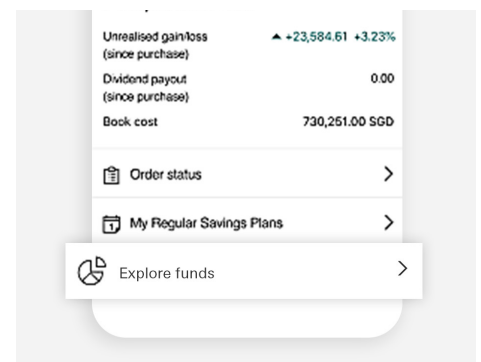 Unrealised gain/loss ▲ +23,584.61 +3.23%
(since purchase)
Dividend payout 0.00
(since purchase)
Book cost 730,251.00 SGD
Order status
1 My Regular Savings Plans
Explore funds